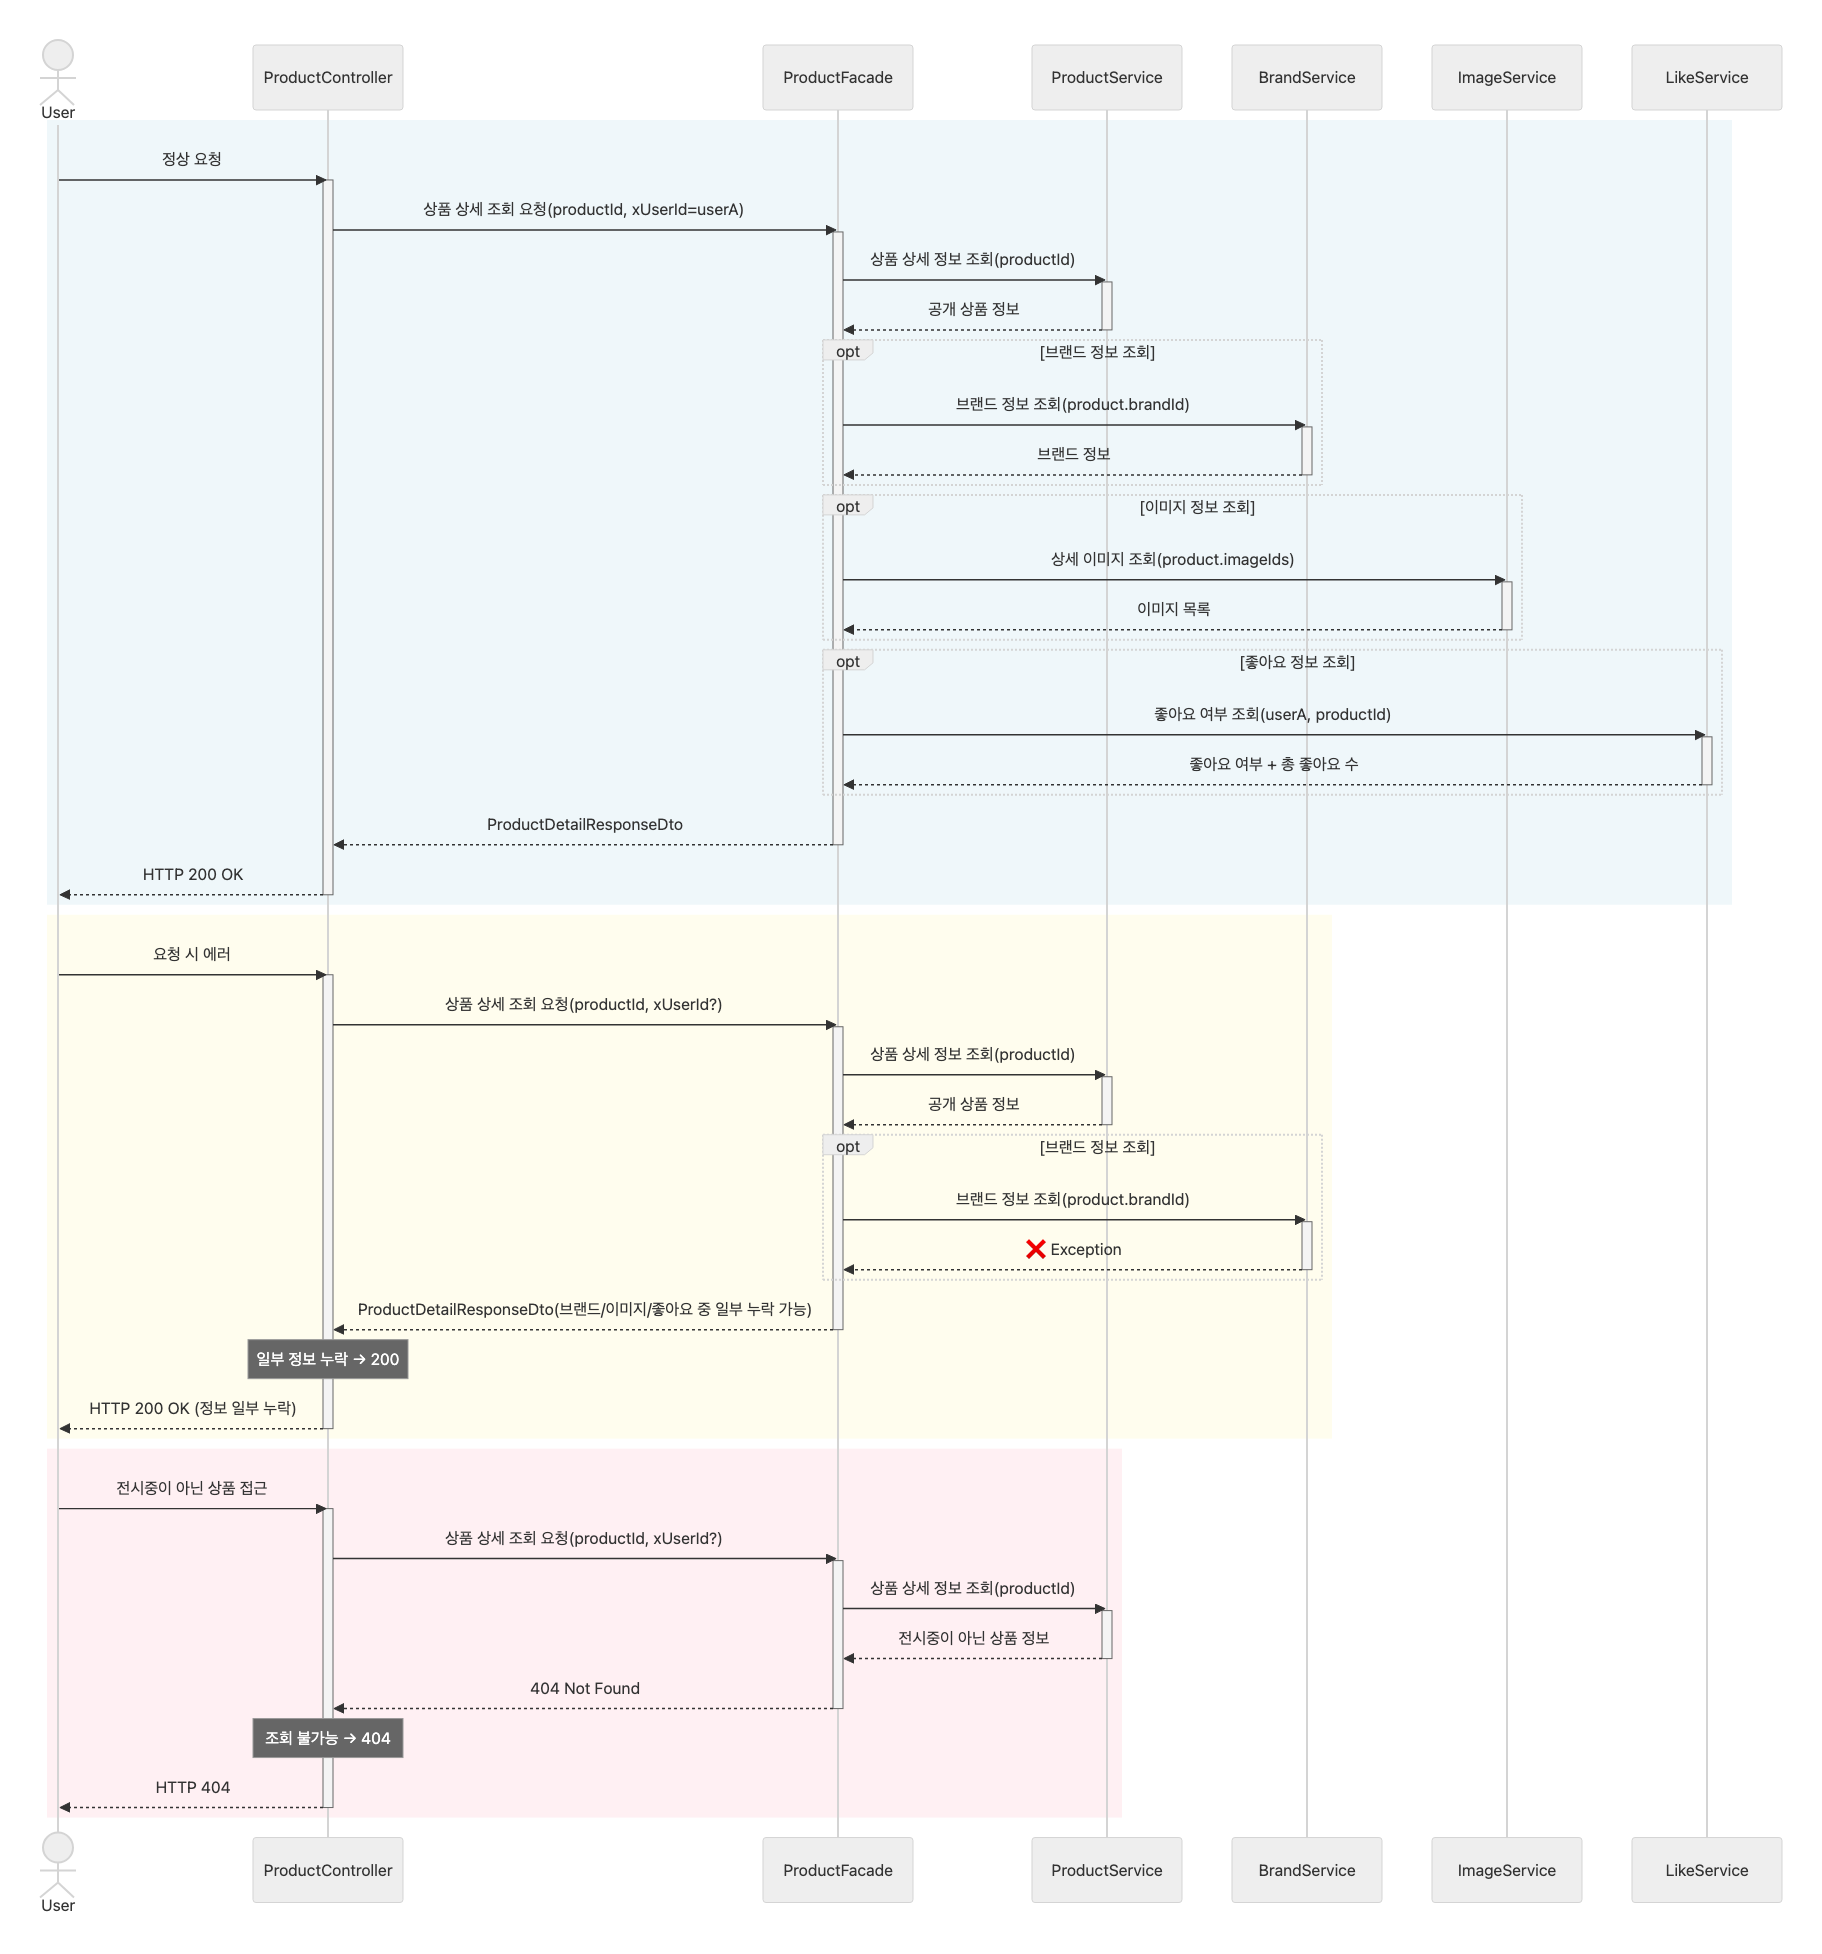 User
ProductController
ProductFacade
ProductService
BrandService
ImageService
LikeService
정상 요청
상품 상세 조회 요청(productId, xUserId=userA)
상품 상세 정보 조회(productId)
공개 상품 정보
opt
[브랜드 정보 조회]
브랜드 정보 조회(product.brandId)
브랜드 정보
opt
[이미지 정보 조회]
상세 이미지 조회(product.imageIds)
이미지 목록
opt
[좋아요 정보 조회]
좋아요 여부 조회(userA, productId)
좋아요 여부 + 총 좋아요 수
ProductDetailResponseDto
HTTP 200 OK
요청 시 에러
상품 상세 조회 요청(productId, xUserId?)
상품 상세 정보 조회(productId)
공개 상품 정보
opt
[브랜드 정보 조회]
브랜드 정보 조회(product.brandId)
❌ Exception
ProductDetailResponseDto(브랜드/이미지/좋아요 중 일부 누락 가능)
일부 정보 누락 → 200
HTTP 200 OK (정보 일부 누락)
전시중이 아닌 상품 접근
상품 상세 조회 요청(productId, xUserId?)
상품 상세 정보 조회(productId)
전시중이 아닌 상품 정보
404 Not Found
조회 불가능 → 404
HTTP 404
User
ProductController
ProductFacade
ProductService
BrandService
ImageService
LikeService